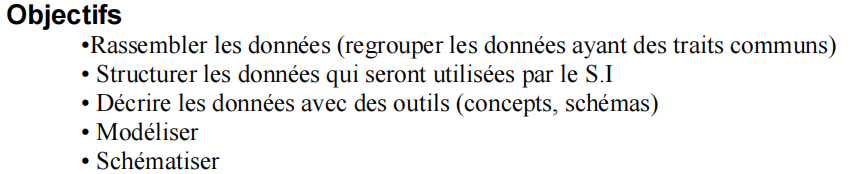 Objectifs
•Rassembler les données (regrouper les données ayant des traits communs)
• Structurer les données qui seront utilisées par le S.I
• Décrire les données avec des outils (concepts, schémas)
• Modéliser
• Schématiser